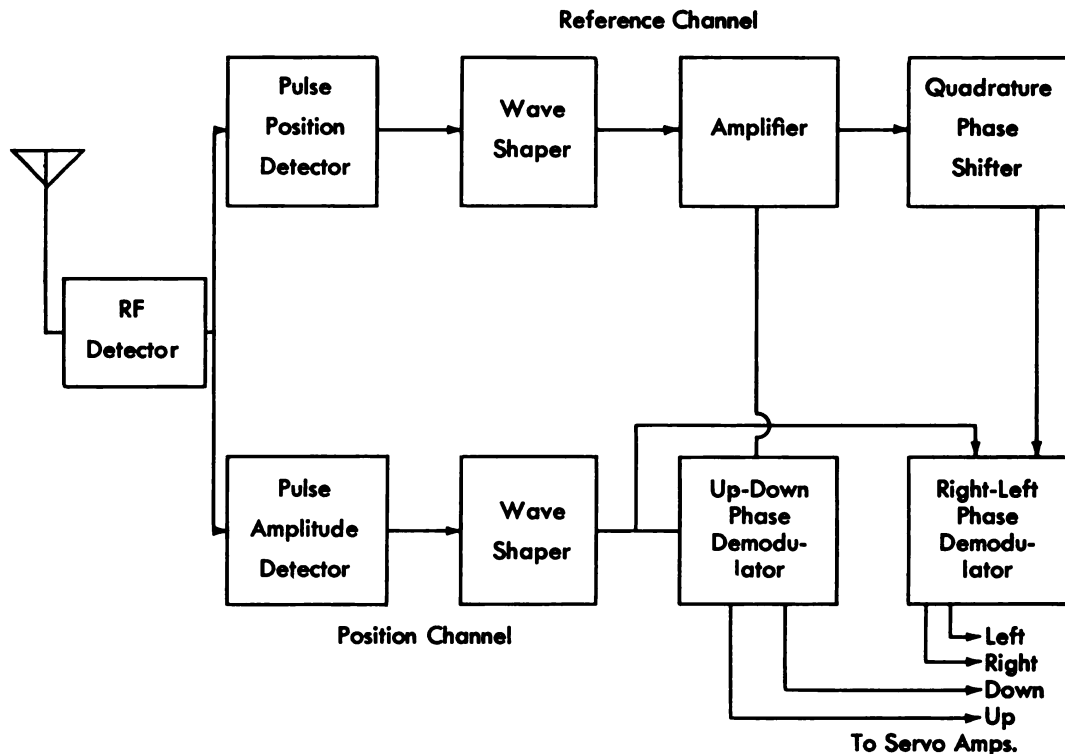 Reference Channel
Pulse
Position
Detector
Wave
Shaper
Amplifier
Quadrature
Phase
Shifter
RF
Detector
Pulse
Amplitude
Detector
Wave
Shaper
Up-Down
Phase
Demodu-
lator
Right-Left
Phase
Demodu-
lator
Position Channel
Left
Right
Down
Up
To Servo Amps.